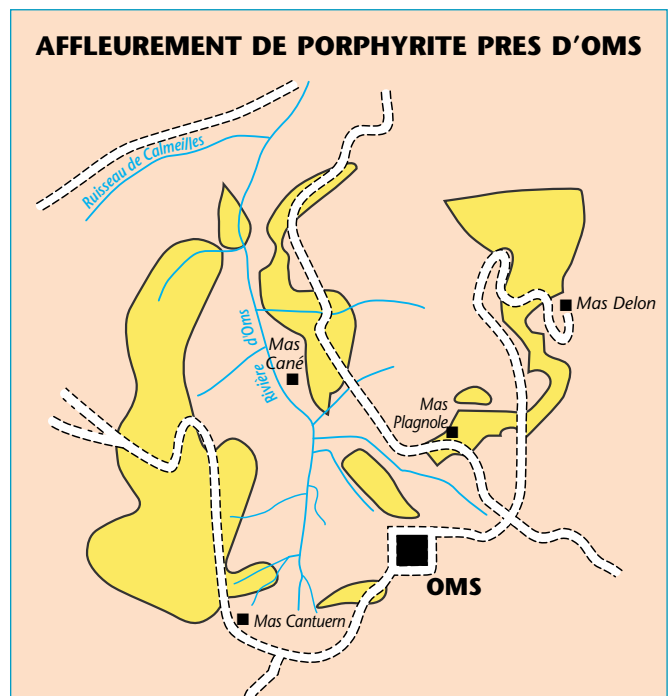 AFFLEUREMENT DE PORPHYRITE PRES D'OMS
Ruisseau de Calmeilles
Rivière d'Oms
Mas
Cané
Mas Delon
Mas
Plagnole
OMS
Mas Cantuern